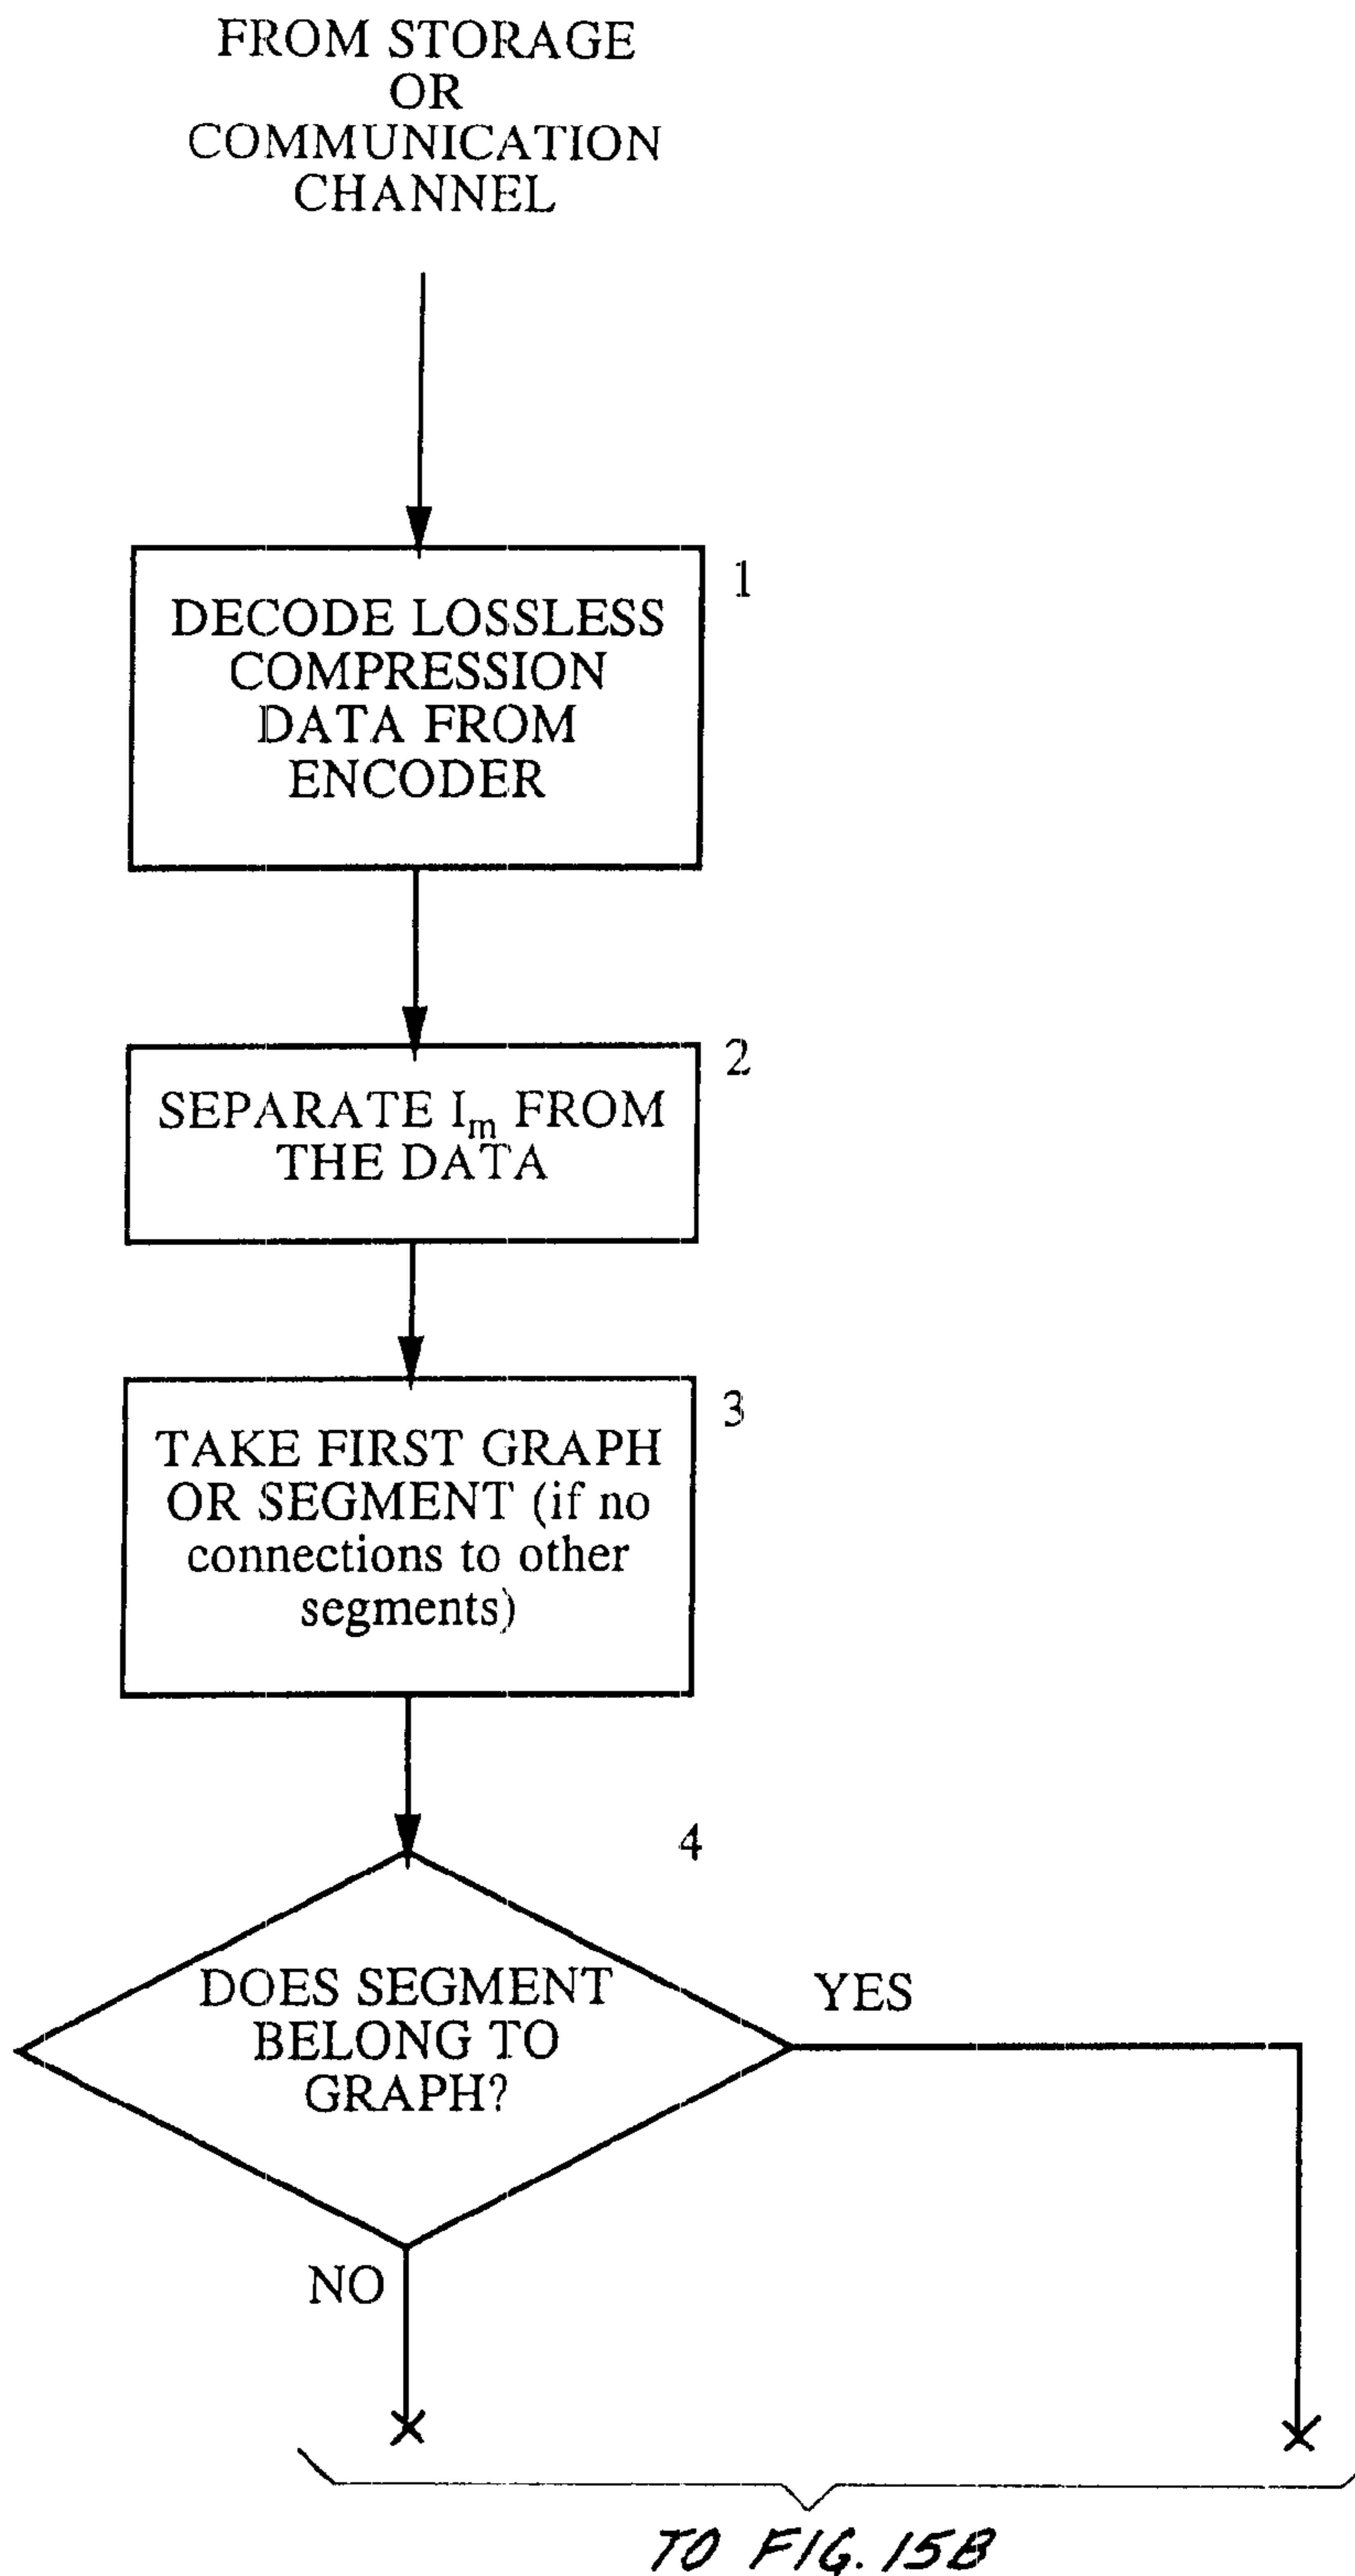 FROM STORAGE
OR
COMMUNICATION
CHANNEL
1
DECODE LOSSLESS
COMPRESSION
DATA FROM
ENCODER
2
SEPARATE Im FROM
THE DATA
3
TAKE FIRST GRAPH
OR SEGMENT (if no
connections to other
segments)
4
DOES SEGMENT
BELONG TO
GRAPH?
YES
NO
TO FIG. 15B